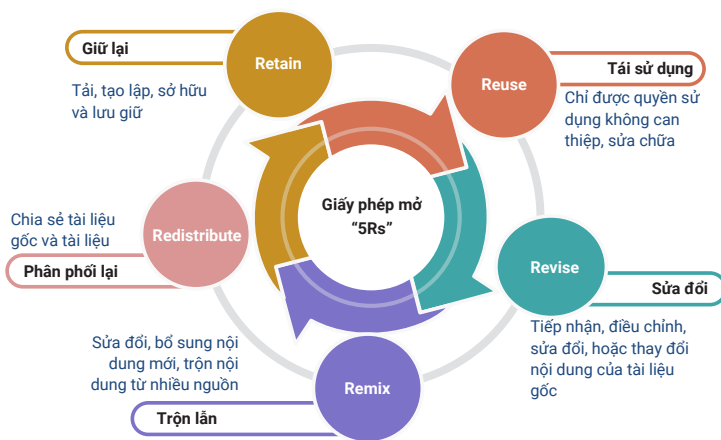 Giữ lại
Retain
Tải, tạo lập, sở hữu
và lưu giữ
Reuse
Tái sử dụng
Chỉ được quyền sử
dụng không can
thiệp, sửa chữa
Giấy phép mở
“5Rs”
Chia sẻ tài liệu
gốc và tài liệu
Redistribute
Phân phối lại
Revise
Sửa đổi
Tiếp nhận, điều chỉnh,
sửa đổi, hoặc thay đổi
nội dung của tài liệu
gốc
Sửa đổi, bổ sung nội
dung mới, trộn nội
dung từ nhiều nguồn
Remix
Trộn lẫn